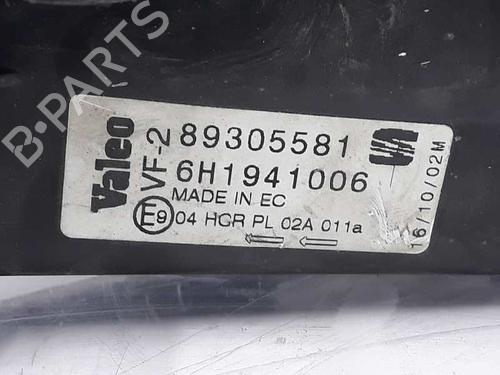 B-PARTS
Valeo
VF-2
89305581
6H1941006
MADE IN EC
E9 04 HCR PL 02A 011a
16/10/02M